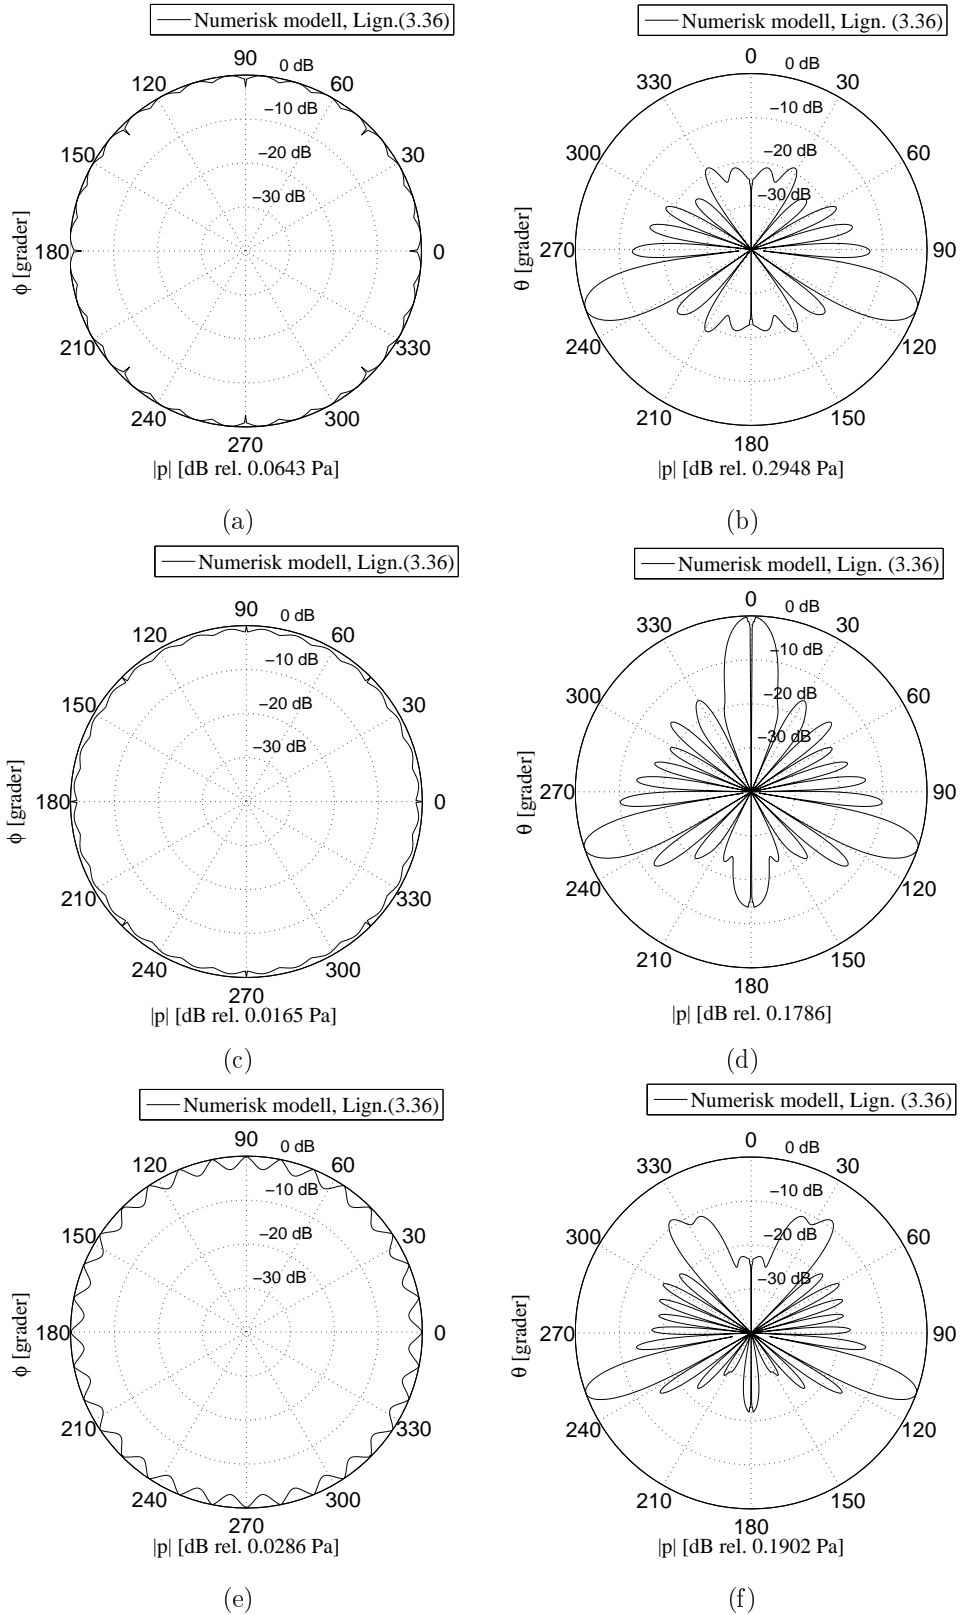 Numerisk modell, Lign.(3.36)
90
0 dB
120
60
−10 dB
150
30
−20 dB
−30 dB
180
0
ϕ [grader]
210
330
240
300
270
|p| [dB rel. 0.0643 Pa]
(a)
Numerisk modell, Lign.(3.36)
0
0 dB
330
30
−10 dB
300
60
−20 dB
−30 dB
270
90
θ [grader]
240
120
210
150
180
|p| [dB rel. 0.2948 Pa]
(b)
Numerisk modell, Lign.(3.36)
90
0 dB
120
60
−10 dB
150
30
−20 dB
−30 dB
180
0
ϕ [grader]
210
330
240
300
270
|p| [dB rel. 0.0165 Pa]
(c)
Numerisk modell, Lign. (3.36)
0
0 dB
330
30
−10 dB
300
60
−20 dB
−30 dB
270
90
θ [grader]
240
120
210
150
180
|p| [dB rel. 0.1786]
(d)
Numerisk modell, Lign.(3.36)
90
0 dB
120
60
−10 dB
150
30
−20 dB
−30 dB
180
0
ϕ [grader]
210
330
240
300
270
|p| [dB rel. 0.0286 Pa]
(e)
Numerisk modell, Lign. (3.36)
0
0 dB
330
30
−10 dB
300
60
−20 dB
−30 dB
270
90
θ [grader]
240
120
210
150
180
|p| [dB rel. 0.1902 Pa]
(f)